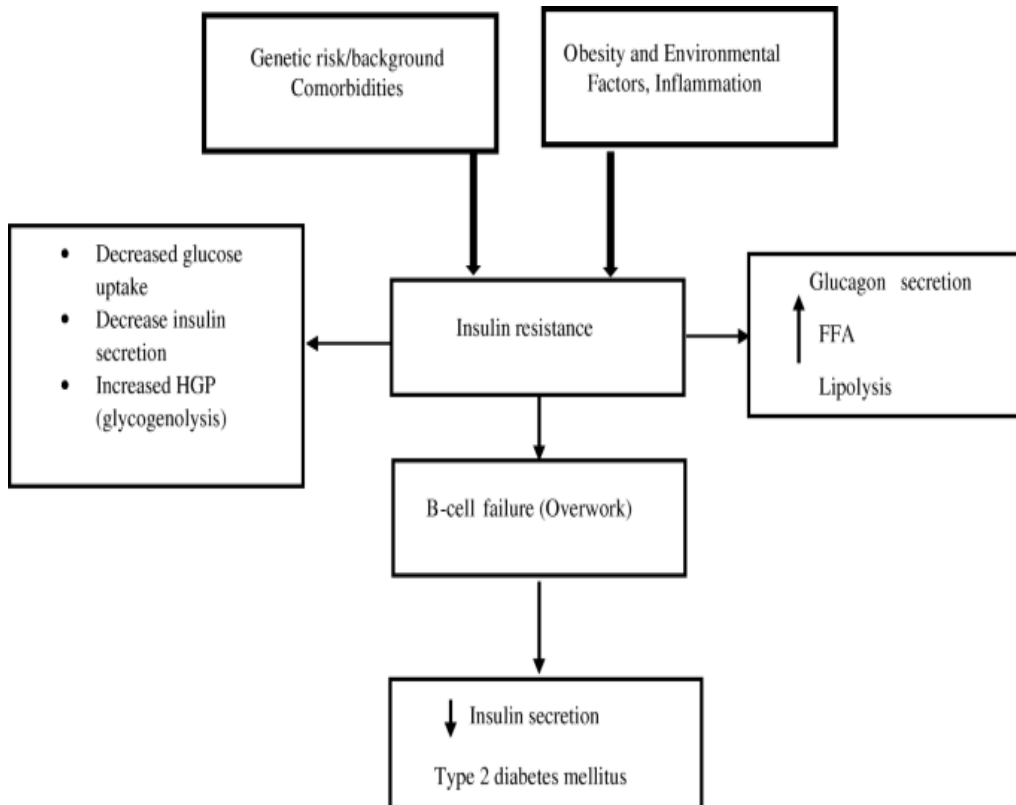 Genetic risk/background
Comorbidities
Obesity and Environmental
Factors, Inflammation
• Decreased glucose
uptake
• Decrease insulin
secretion
• Increased HGP
(glycogenolysis)
Insulin resistance
Glucagon secretion
FFA
Lipolysis
B-cell failure (Overwork)
Insulin secretion
Type 2 diabetes mellitus